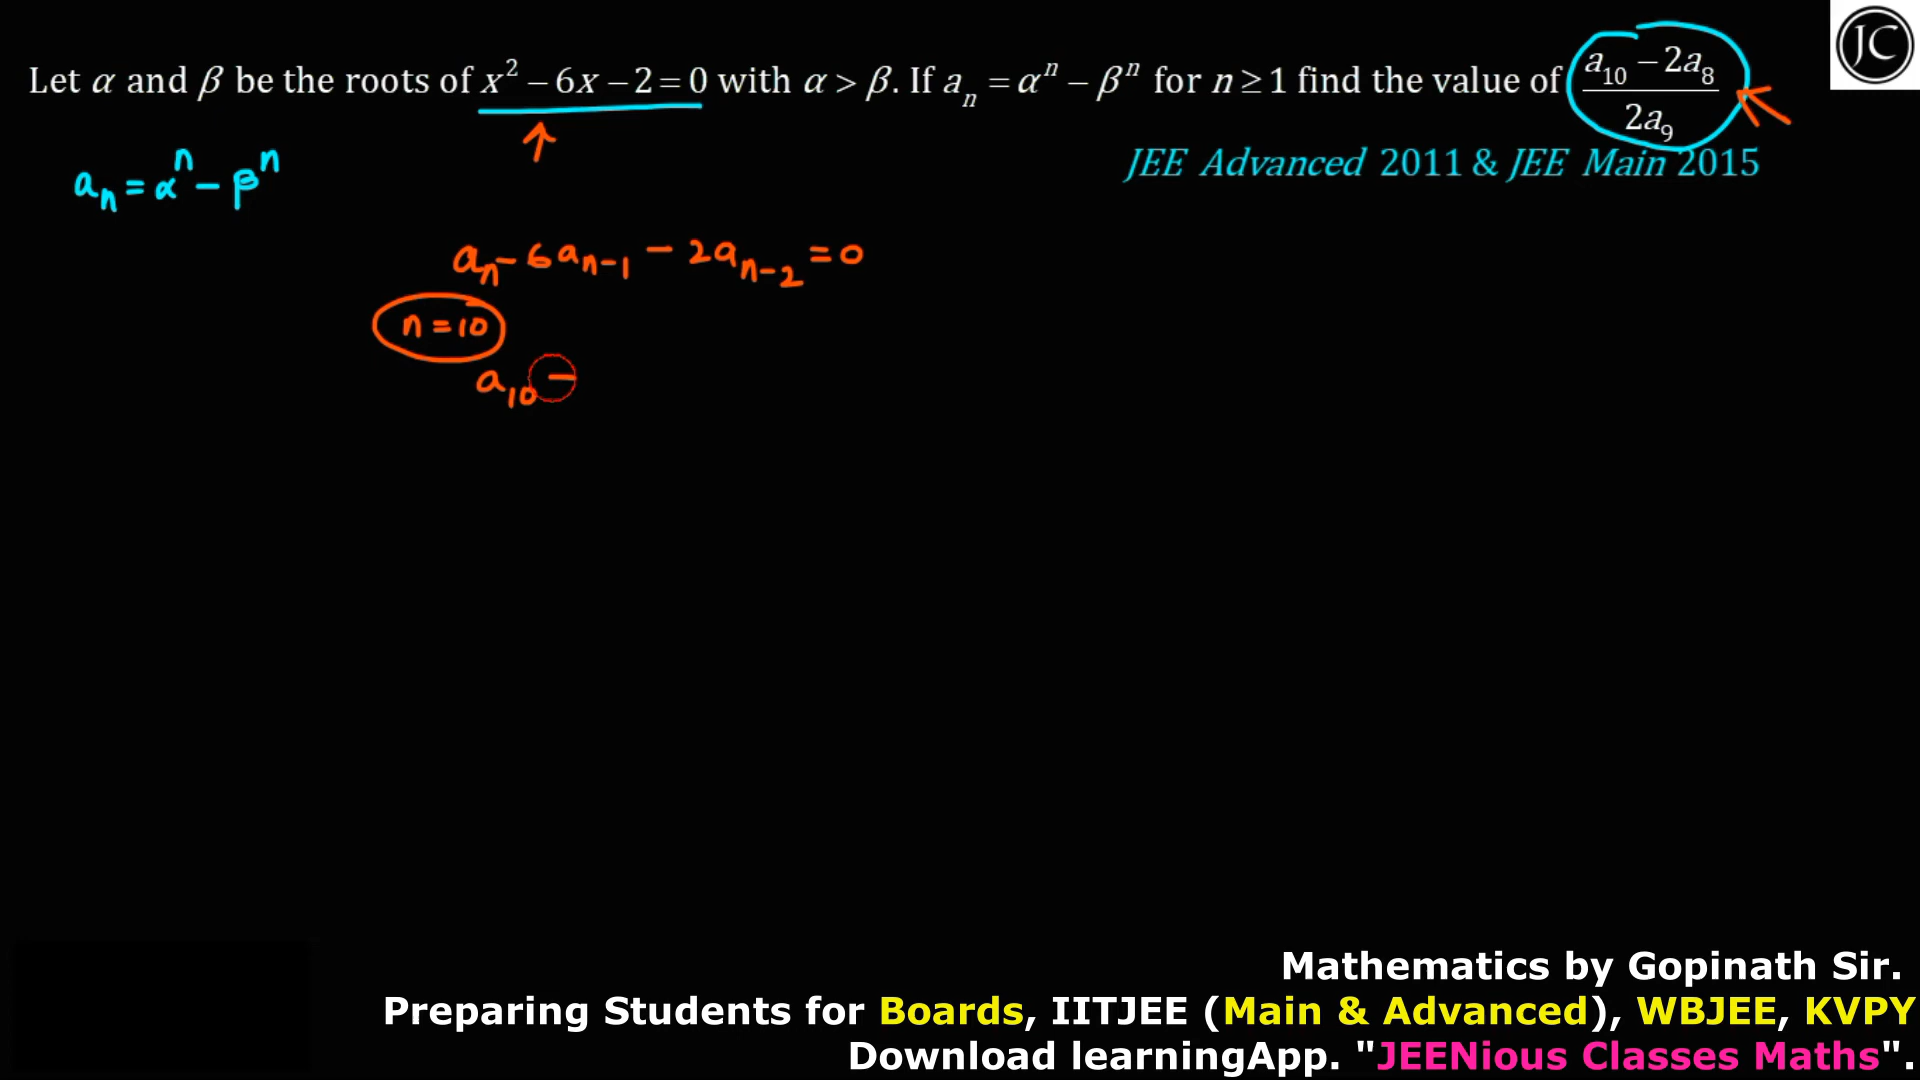 JC
Let α and β be the roots of x² − 6x − 2 = 0 with α > β. If aₙ = αⁿ − βⁿ for n ≥ 1 find the value of (a₁₀ − 2a₈)/(2a₉)
JEE Advanced 2011 & JEE Main 2015
aₙ = αⁿ − βⁿ
aₙ − 6aₙ₋₁ − 2aₙ₋₂ = 0
n = 10
a₁₀ −
Mathematics by Gopinath Sir.
Preparing Students for Boards, IITJEE (Main & Advanced), WBJEE, KVPY
Download learningApp. "JEENious Classes Maths".